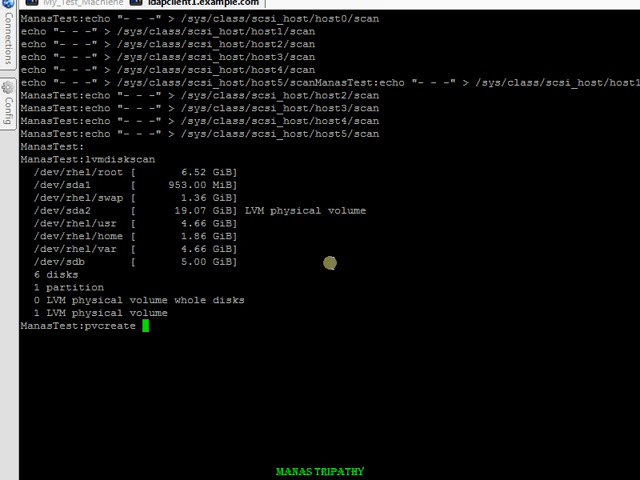 My_Test_Machiene
ldapclient1.example.com
Connections
Config
ManasTest:echo "- - -" > /sys/class/scsi_host/host0/scan
echo "- - -" > /sys/class/scsi_host/host1/scan
echo "- - -" > /sys/class/scsi_host/host2/scan
echo "- - -" > /sys/class/scsi_host/host3/scan
echo "- - -" > /sys/class/scsi_host/host4/scan
echo "- - -" > /sys/class/scsi_host/host5/scanManasTest:echo "- - -" > /sys/class/scsi_host/host1
ManasTest:echo "- - -" > /sys/class/scsi_host/host2/scan
ManasTest:echo "- - -" > /sys/class/scsi_host/host3/scan
ManasTest:echo "- - -" > /sys/class/scsi_host/host4/scan
ManasTest:echo "- - -" > /sys/class/scsi_host/host5/scan
ManasTest:
ManasTest:lvmdiskscan
/dev/rhel/root [ 6.52 GiB]
/dev/sda1 [ 953.00 MiB]
/dev/rhel/swap [ 1.36 GiB]
/dev/sda2 [ 19.07 GiB] LVM physical volume
/dev/rhel/usr [ 4.66 GiB]
/dev/rhel/home [ 1.86 GiB]
/dev/rhel/var [ 4.66 GiB]
/dev/sdb [ 5.00 GiB]
6 disks
1 partition
0 LVM physical volume whole disks
1 LVM physical volume
ManasTest:pvcreate
MANAS TRIPATHY